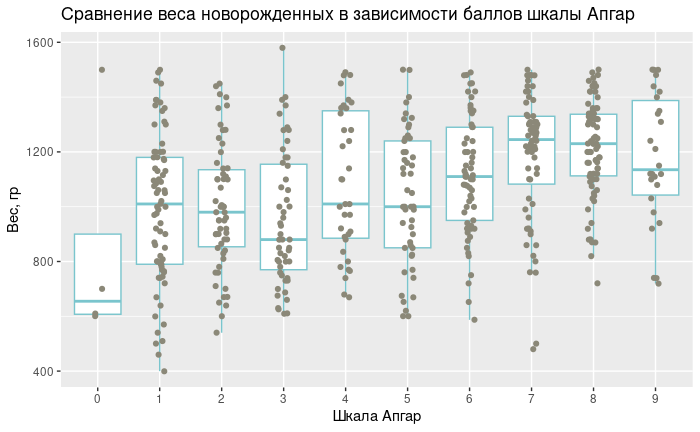 Сравнение веса новорожденных в зависимости баллов шкалы Апгар
Вес, гр
1600
1200
800
400
0 1 2 3 4 5 6 7 8 9
Шкала Апгар